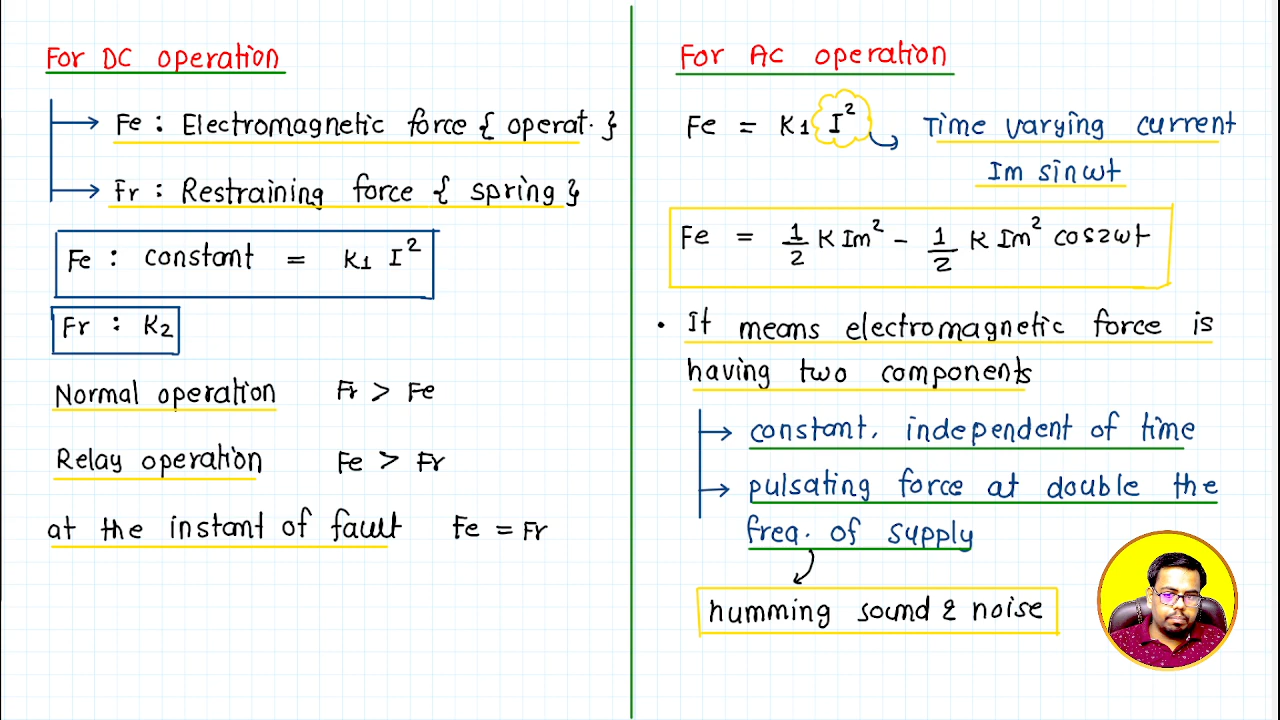 For DC operation
Fe : Electromagnetic force { operat. }
Fr : Restraining force { spring }
Fe : constant = K1 I²
Fr : K2
Normal operation Fr > Fe
Relay operation Fe > Fr
at the instant of fault Fe = Fr
For AC operation
Fe = K1 I² → Time varying current
Im sinωt
Fe = 1/2 K Im² - 1/2 K Im² cos2ωt
• It means electromagnetic force is
having two components
→ constant, independent of time
→ pulsating force at double the
freq. of supply
humming sound & noise